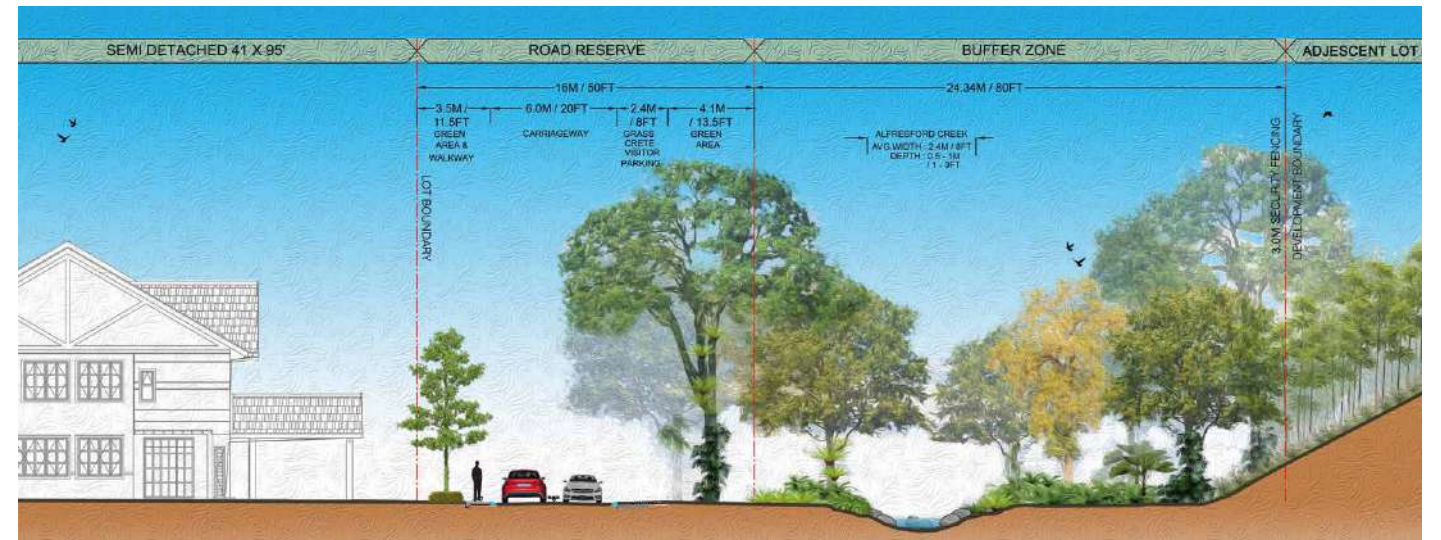 SEMI DETACHED 41 X 95'
ROAD RESERVE
BUFFER ZONE
ADJESCENT LOT
16M / 50FT
24.34M / 80FT
3.5M /
11.5FT
GREEN
AREA &
WALKWAY
6.0M / 20FT
CARRIAGEWAY
2.4M
/ 8FT
GRASS
CRETE
VISITOR
PARKING
4.1M
/ 13.5FT
GREEN
AREA
ALFRESFORD CREEK
AVG.WIDTH : 2.4M / 8FT
DEPTH : 0.5 - 1M
/ 1 - 3FT
LOT BOUNDARY
3.0M SECURITY FENCING
DEVELOPMENT BOUNDARY